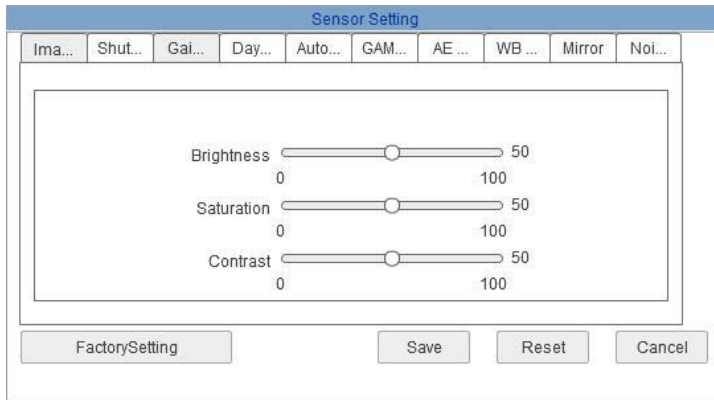 Sensor Setting
Ima... Shut... Gai... Day... Auto... GAM... AE ... WB ... Mirror Noi...
Brightness 50
0 100
Saturation 50
0 100
Contrast 50
0 100
FactorySetting Save Reset Cancel